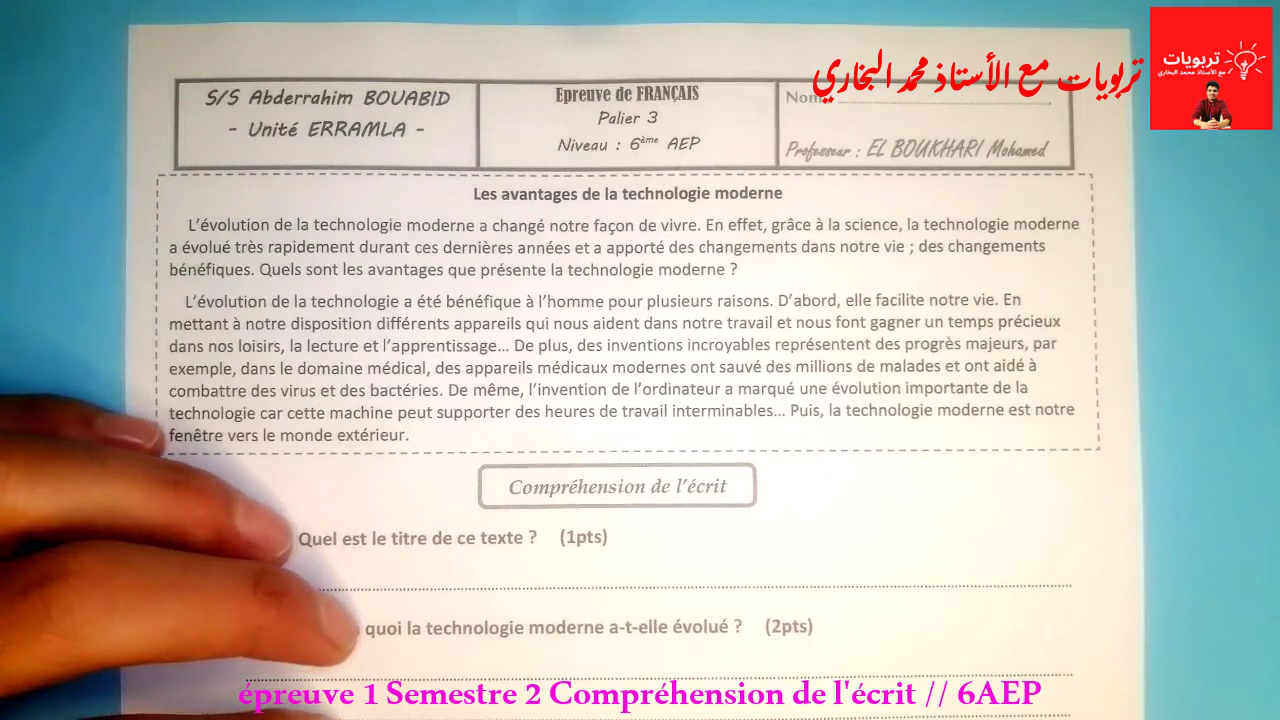 تربويات
مع الأستاذ محمد البخاري
تربويات مع الأستاذ محمد البخاري
S/S Abderrahim BOUABID
- Unité ERRAMLA -
Epreuve de FRANÇAIS
Palier 3
Niveau : 6ème AEP
Professeur : EL BOUKHARI Mohamed
Les avantages de la technologie moderne
L'évolution de la technologie moderne a changé notre façon de vivre. En effet, grâce à la science, la technologie moderne
a évolué très rapidement durant ces dernières années et a apporté des changements dans notre vie ; des changements
bénéfiques. Quels sont les avantages que présente la technologie moderne ?
L'évolution de la technologie a été bénéfique à l'homme pour plusieurs raisons. D'abord, elle facilite notre vie. En
mettant à notre disposition différents appareils qui nous aident dans notre travail et nous font gagner un temps précieux
dans nos loisirs, la lecture et l'apprentissage... De plus, des inventions incroyables représentent des progrès majeurs, par
exemple, dans le domaine médical, des appareils médicaux modernes ont sauvé des millions de malades et ont aidé à
combattre des virus et des bactéries. De même, l'invention de l'ordinateur a marqué une évolution importante de la
technologie car cette machine peut supporter des heures de travail interminables... Puis, la technologie moderne est notre
fenêtre vers le monde extérieur.
Compréhension de l'écrit
Quel est le titre de ce texte ? (1pts)
quoi la technologie moderne a-t-elle évolué ? (2pts)
épreuve 1 Semestre 2 Compréhension de l'écrit // 6AEP